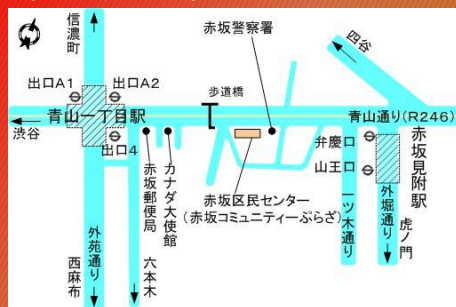 信濃町
赤坂警察署
四谷
出口A1
出口A2
歩道橋
青山一丁目駅
青山通り(R246)
渋谷
出口4
弁慶口
山王口
赤坂見附駅
赤坂郵便局
カナダ大使館
赤坂区民センター
(赤坂コミュニティーぷらざ)
一ツ木通り
外堀通り
虎ノ門
外苑通り
西麻布
六本木